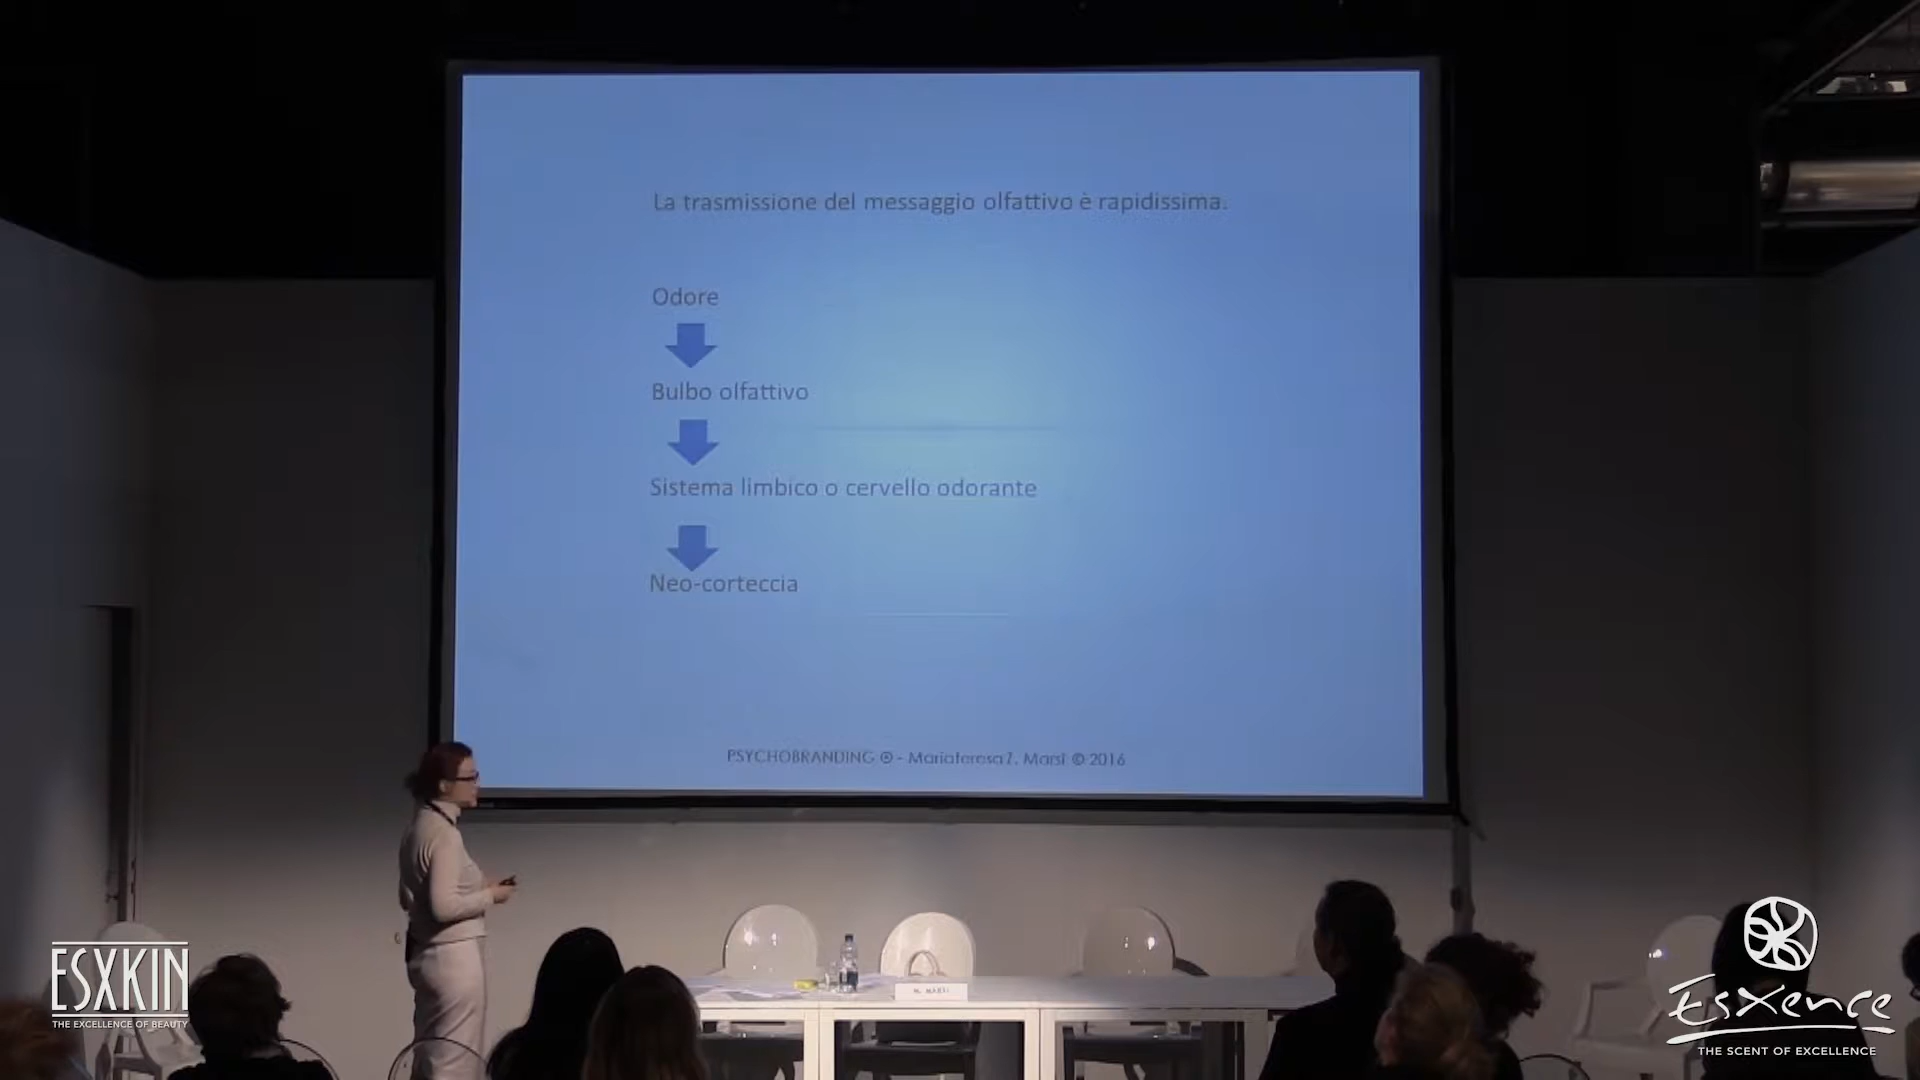 La trasmissione del messaggio olfattivo è rapidissima.
Odore
Bulbo olfattivo
Sistema limbico o cervello odorante
Neo-corteccia
PSYCHOBRANDING ® - Mariateresa Z. Marsi © 2016
M. MARSI
ESXKIN
THE EXCELLENCE OF BEAUTY
Esxence
THE SCENT OF EXCELLENCE